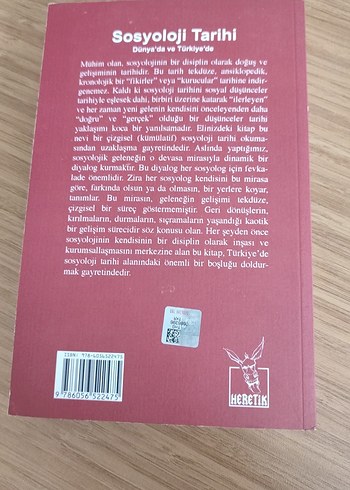 Sosyoloji Tarihi
Dünya'da ve Türkiye'de
Mühim olan, sosyolojinin bir disiplin olarak doğuş ve
gelişiminin tarihidir. Bu tarih tekdüze, ansiklopedik,
kronolojik bir "fikirler" veya "kurucular" tarihine indir-
genemez. Kaldı ki sosyoloji tarihini sosyal düşünceler
tarihiyle eşlesek dahi, birbiri üzerine katarak "ilerleyen"
ve her zaman yeni gelenin kendisini önceleyenden daha
"doğru" ve "gerçek" olduğu bir düşünceler tarihi
yaklaşımı koca bir yanılsamadır. Elinizdeki kitap bu
nevi bir çizgisel (kümülatif) sosyoloji tarihi okuma-
sından uzaklaşma gayretindedir. Aslında yaptığımız,
sosyolojik geleneğin o devasa mirasıyla dinamik bir
diyalog kurmaktır. Bu diyalog her sosyolog için fevka-
lade önemlidir. Zira her sosyolog kendisini bu mirasa
göre, farkında olsun ya da olmasın, bir yerlere koyar,
tanımlar. Bu mirasın, geleneğin gelişimi tekdüze,
çizgisel bir süreç göstermemiştir. Geri dönüşlerin,
kırılmaların, durmaların, sıçramaların yaşandığı kaotik
bir gelişim sürecidir söz konusu olan. Her şeyden önce
sosyolojinin kendisinin bir disiplin olarak inşası ve
kurumsallaşmasını merkezine alan bu kitap, Türkiye'de
sosyoloji tarihi alanındaki önemli bir boşluğu doldur-
mak gayretindedir.
ISBN: 978-6056522475
9 786056 522475
HERETİK